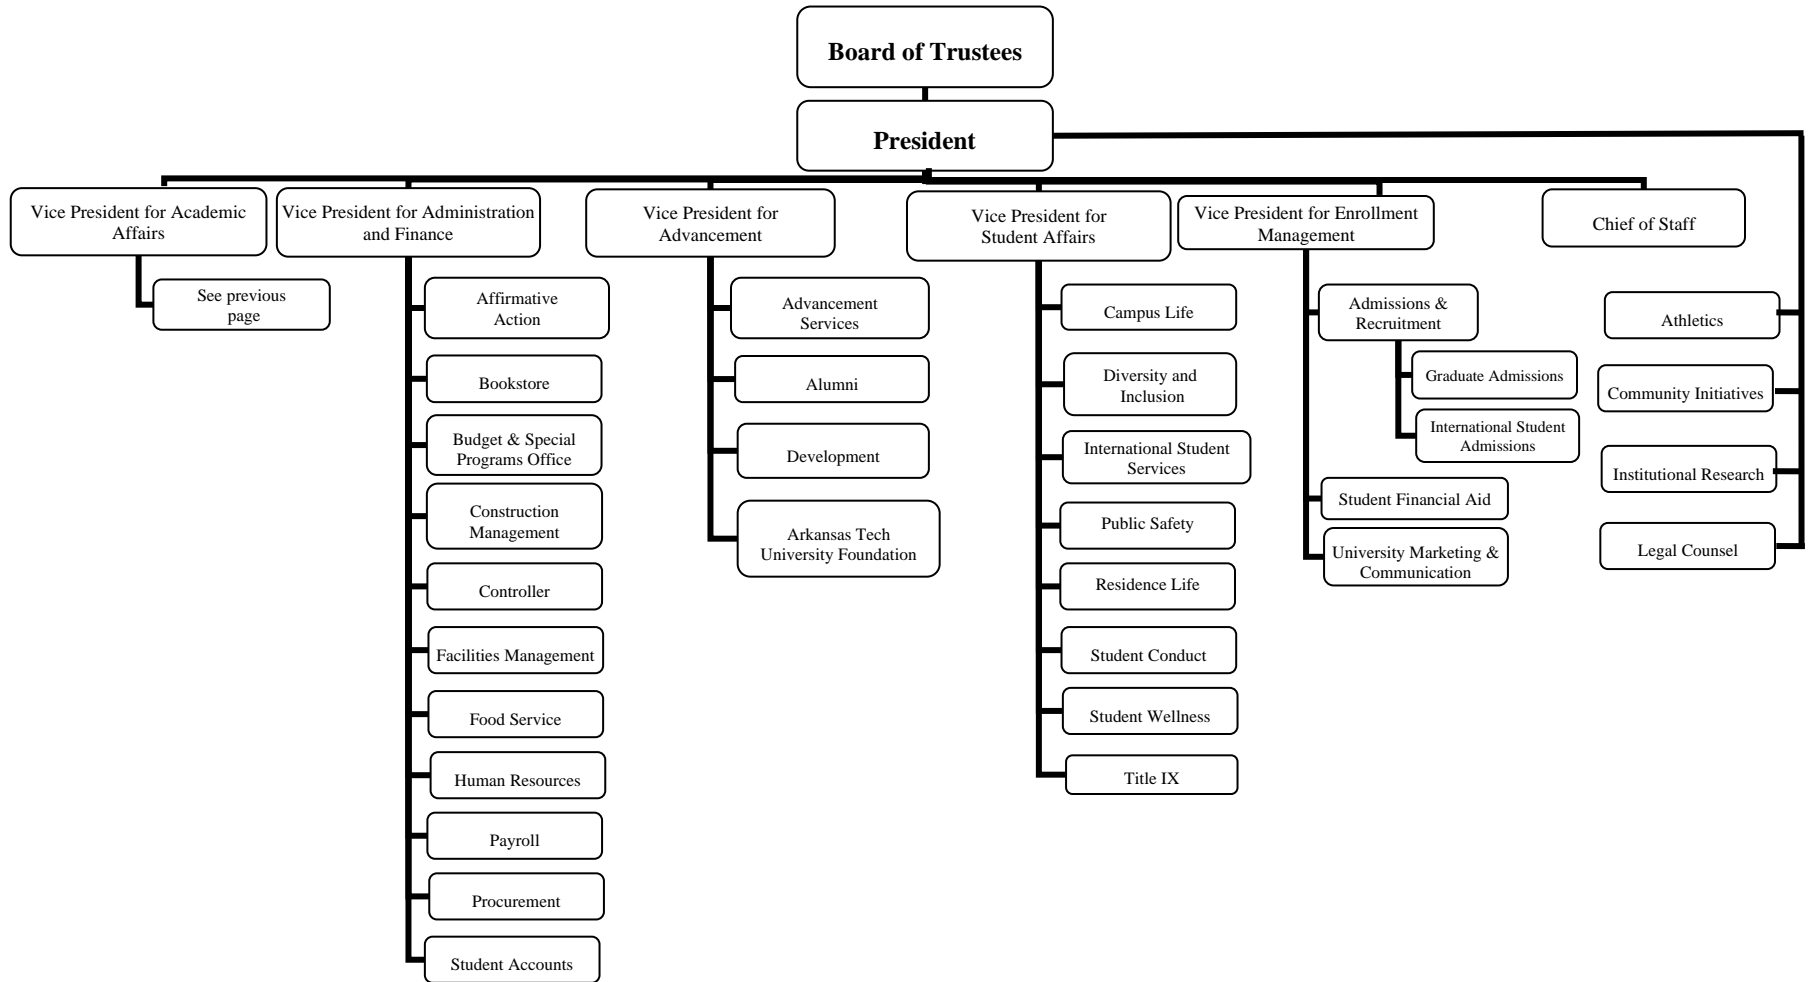 Board of Trustees
President
Vice President for Academic
Affairs
See previous
page
Vice President for Administration
and Finance
Affirmative
Action
Bookstore
Budget & Special
Programs Office
Construction
Management
Controller
Facilities Management
Food Service
Human Resources
Payroll
Procurement
Student Accounts
Vice President for
Advancement
Advancement
Services
Alumni
Development
Arkansas Tech
University Foundation
Vice President for
Student Affairs
Campus Life
Diversity and
Inclusion
International Student
Services
Public Safety
Residence Life
Student Conduct
Student Wellness
Title IX
Vice President for Enrollment
Management
Admissions &
Recruitment
Graduate Admissions
International Student
Admissions
Student Financial Aid
University Marketing &
Communication
Chief of Staff
Athletics
Community Initiatives
Institutional Research
Legal Counsel